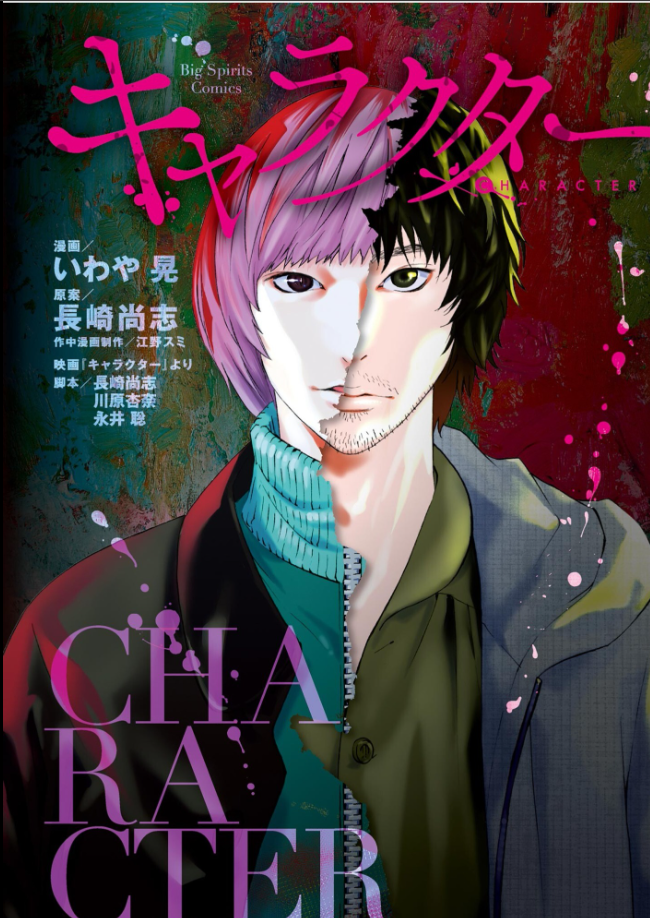 キャラクター
Big Spirits
Comics
CHARACTER
漫画／
いわや 晃
原案／
長崎尚志
作中漫画制作／江野スミ
映画『キャラクター』より
脚本／長崎尚志
川原杏奈
永井 聡
CHA
RA
CTER